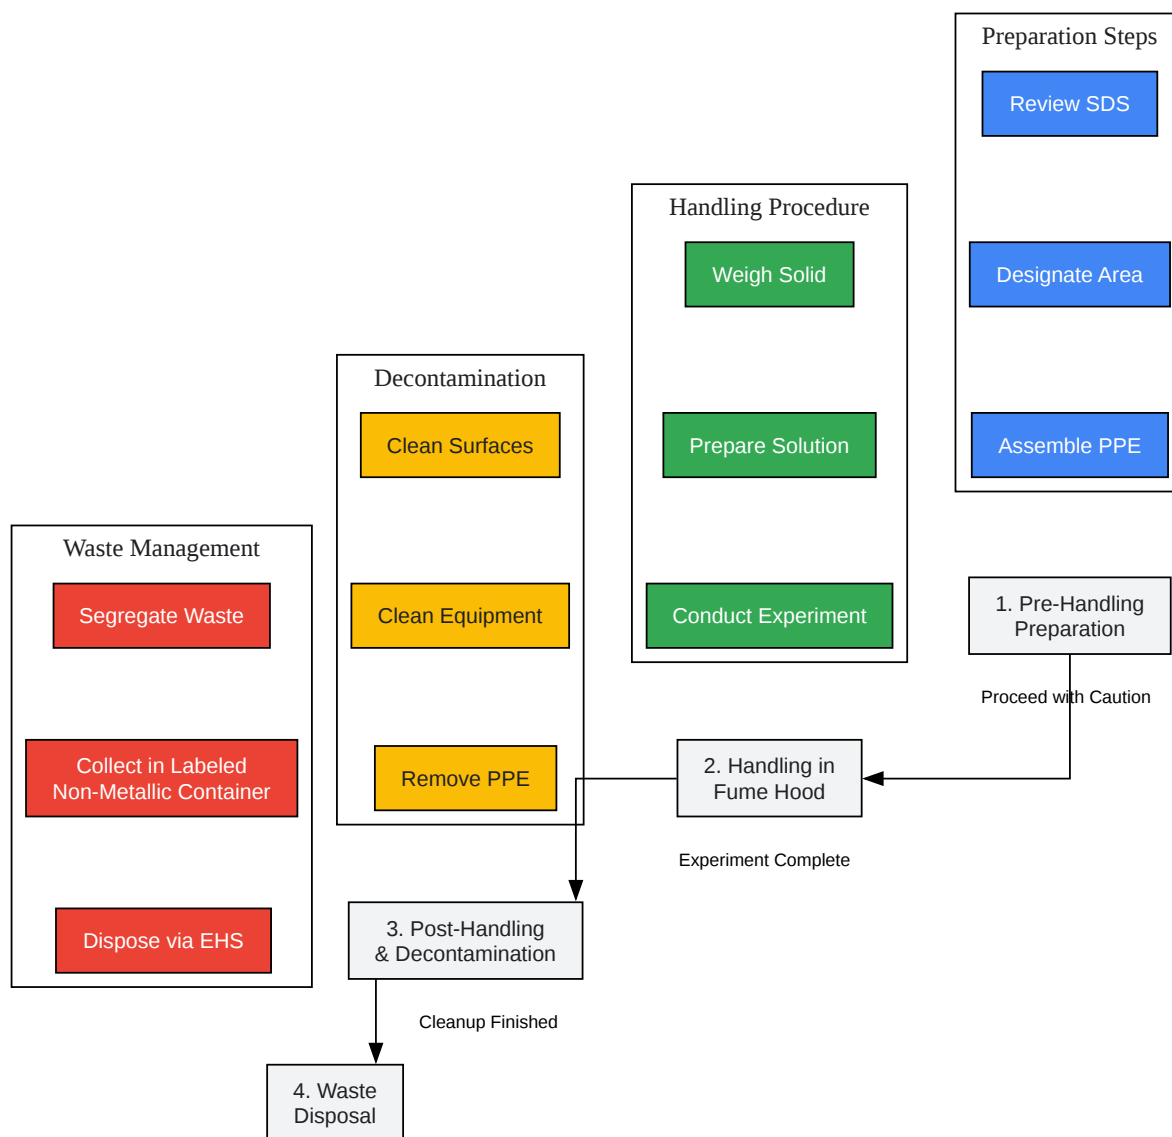 Preparation Steps
Review SDS
Designate Area
Assemble PPE
Handling Procedure
Weigh Solid
Prepare Solution
Conduct Experiment
Decontamination
Clean Surfaces
Clean Equipment
Remove PPE
Waste Management
Segregate Waste
Collect in Labeled
Non-Metallic Container
Dispose via EHS
1. Pre-Handling
Preparation
Proceed with Caution
2. Handling in
Fume Hood
Experiment Complete
3. Post-Handling
& Decontamination
Cleanup Finished
4. Waste
Disposal